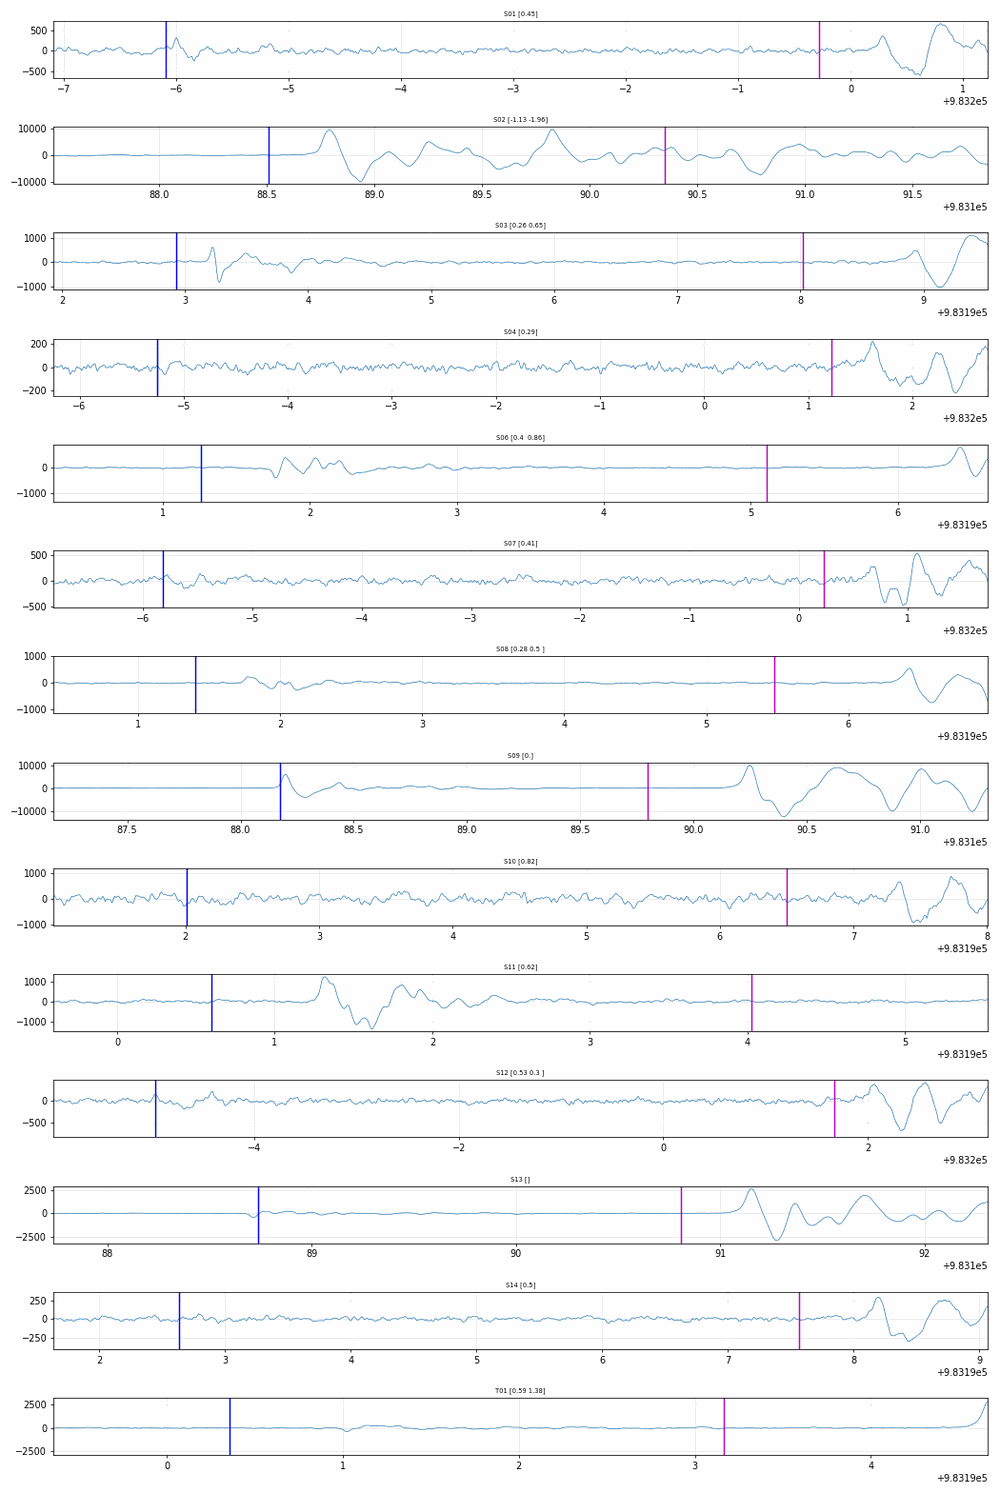 S01 [0.45]
500
0
−500
−7 −6 −5 −4 −3 −2 −1 0 1
+9.832e5
S02 [-1.13 -1.96]
10000
0
−10000
88.0 88.5 89.0 89.5 90.0 90.5 91.0 91.5
+9.831e5
S03 [0.26 0.65]
1000
0
−1000
2 3 4 5 6 7 8 9
+9.8319e5
S04 [0.29]
200
0
−200
−6 −5 −4 −3 −2 −1 0 1 2
+9.832e5
S06 [0.4 0.86]
0
−1000
1 2 3 4 5 6
+9.8319e5
S07 [0.41]
500
0
−500
−6 −5 −4 −3 −2 −1 0 1
+9.832e5
S08 [0.28 0.5 ]
1000
0
−1000
1 2 3 4 5 6
+9.8319e5
S09 [0.]
10000
0
−10000
87.5 88.0 88.5 89.0 89.5 90.0 90.5 91.0
+9.831e5
S10 [0.82]
1000
0
−1000
2 3 4 5 6 7 8
+9.8319e5
S11 [0.62]
1000
0
−1000
0 1 2 3 4 5
+9.8319e5
S12 [0.53 0.3 ]
0
−500
−4 −2 0 2
+9.832e5
S13 []
2500
0
−2500
88 89 90 91 92
+9.831e5
S14 [0.5]
250
0
−250
2 3 4 5 6 7 8 9
+9.8319e5
T01 [0.59 1.38]
2500
0
−2500
0 1 2 3 4
+9.8319e5